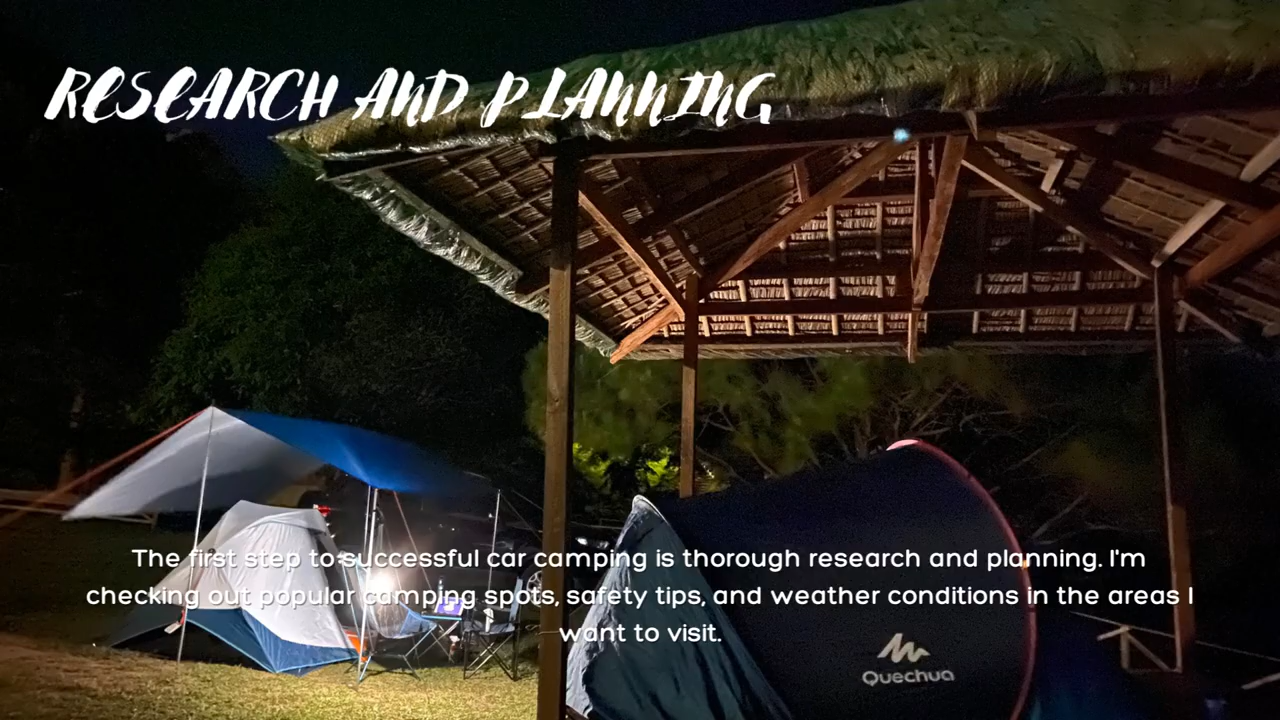 RESEARCH AND PLANNING
The first step to successful car camping is thorough research and planning. I'm
checking out popular camping spots, safety tips, and weather conditions in the areas I
want to visit.
Quechua